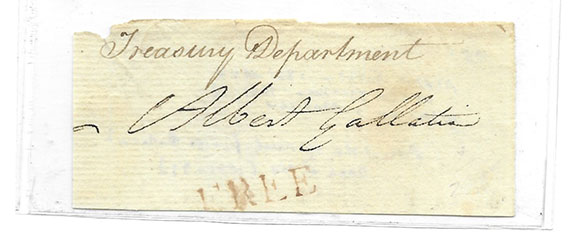 Treasury Department
Albert Gallatin
FREE